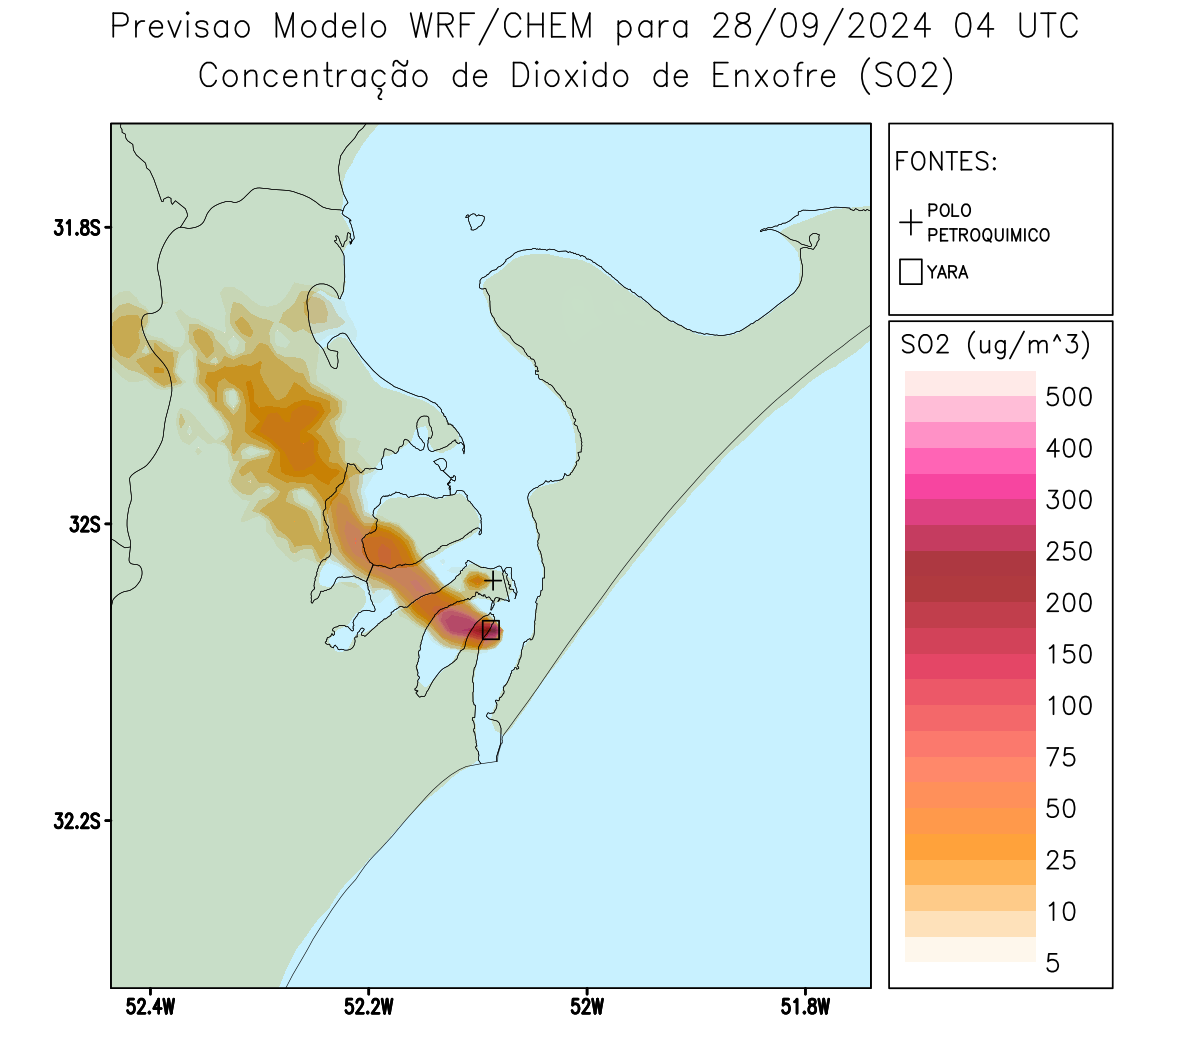 Previsao Modelo WRF/CHEM para 28/09/2024 04 UTC
Concentração de Dioxido de Enxofre (SO2)
FONTES:
POLO
PETROQUIMICO
YARA
SO2 (ug/m^3)
500
400
300
250
200
150
100
75
50
25
10
5
31.8S
32S
32.2S
52.4W
52.2W
52W
51.8W